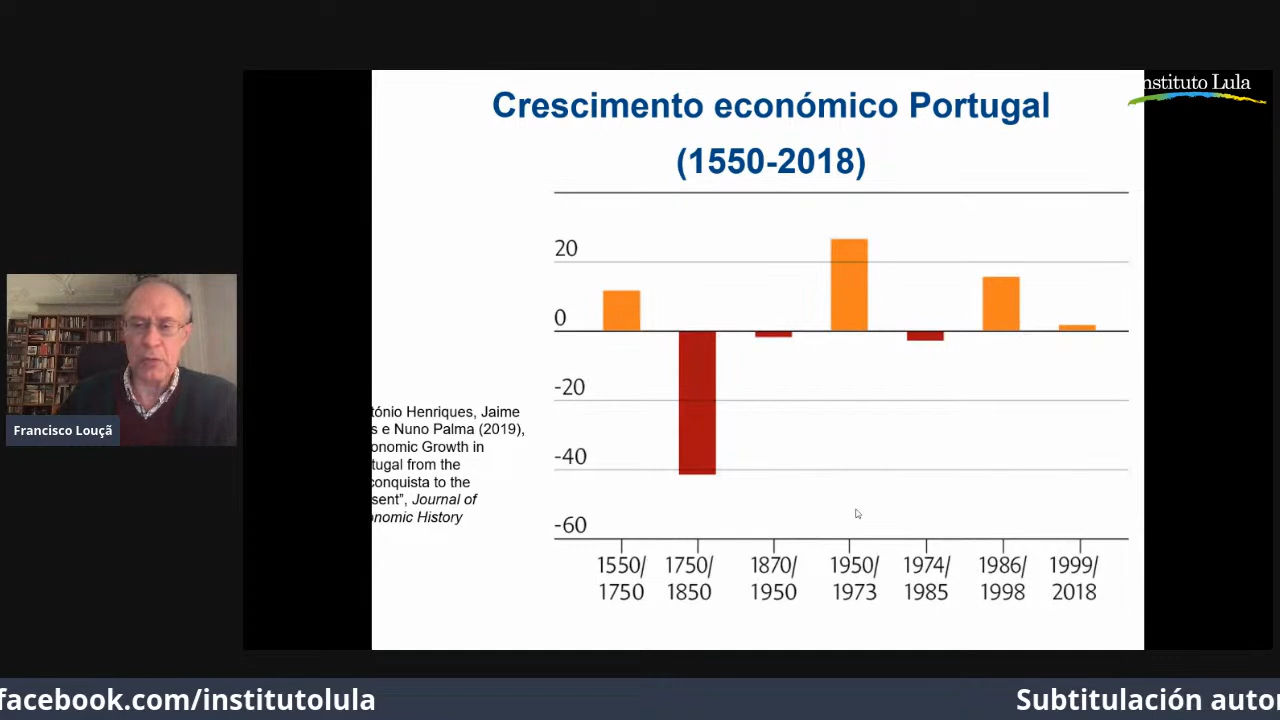 Crescimento económico Portugal
(1550-2018)
nstituto Lula
20
0
-20
-40
-60
1550/
1750
1750/
1850
1870/
1950
1950/
1973
1974/
1985
1986/
1998
1999/
2018
tónio Henriques, Jaime
s e Nuno Palma (2019),
onomic Growth in
tugal from the
conquista to the
sent”, Journal of
nomic History
Francisco Louçã
facebook.com/institutolula
Subtitulación auto